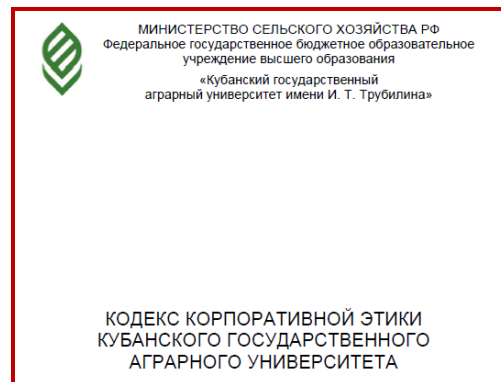 МИНИСТЕРСТВО СЕЛЬСКОГО ХОЗЯЙСТВА РФ
Федеральное государственное бюджетное образовательное
учреждение высшего образования
«Кубанский государственный
аграрный университет имени И. Т. Трубилина»
КОДЕКС КОРПОРАТИВНОЙ ЭТИКИ
КУБАНСКОГО ГОСУДАРСТВЕННОГО
АГРАРНОГО УНИВЕРСИТЕТА